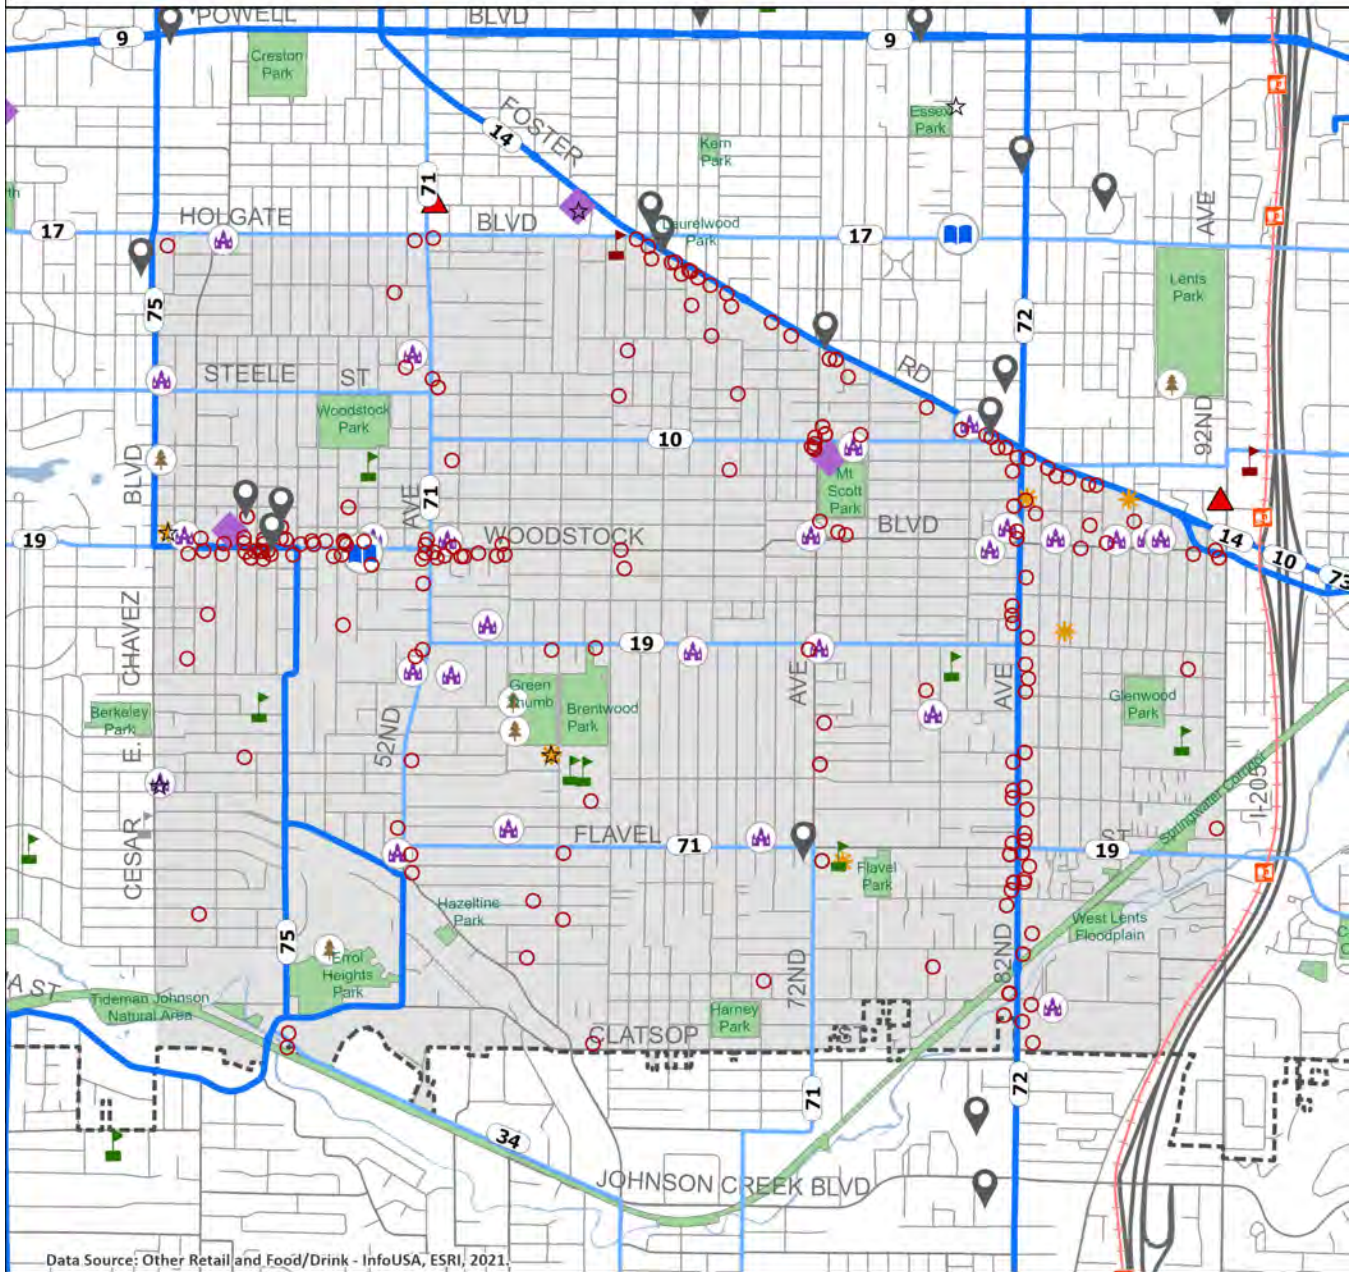 POWELL BLVD
9
9
Creston
Park
FOSTER
14
Essex
Park
Kern
Park
71
AVE
HOLGATE BLVD
17
17
Laurelwood
Park
Lents
Park
75
72
RD
STEELE ST
Woodstock
Park
10
92ND
BLVD
AVE
71
Mt
Scott
Park
BLVD
19
WOODSTOCK
14
10
73
CHAVEZ
19
AVE
AVE
Green
Thumb
Brentwood
Park
Glenwood
Park
Berkeley
Park
E.
52ND
Springwater Corridor
I-205
CESAR
FLAVEL
71
ST
19
Flavel
Park
Hazeltine
Park
West Lents
Floodplain
75
82ND
72ND
Errol
Heights
Park
A ST
Tideman Johnson
Natural Area
Harney
Park
CLATSOP S
72
71
34
JOHNSON CREEK BLVD
Data Source: Other Retail and Food/Drink - InfoUSA, ESRI, 2021.